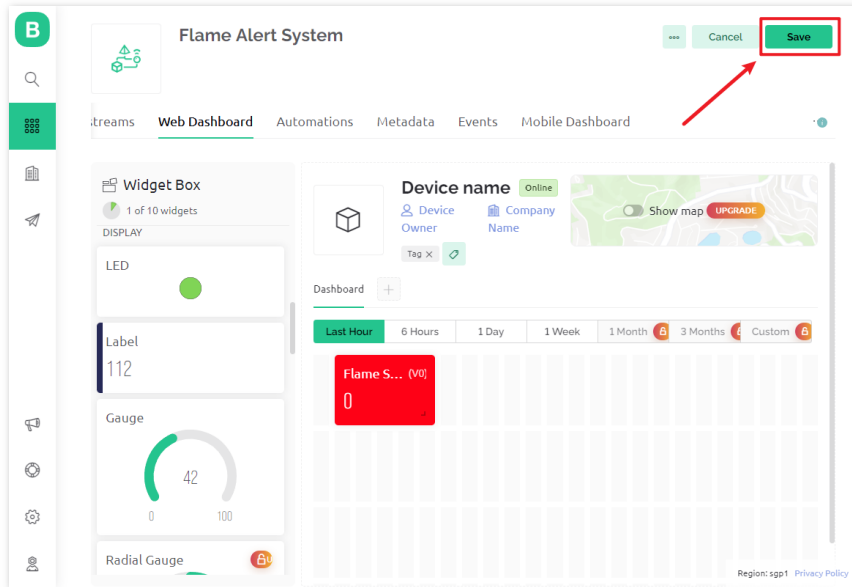 B
Flame Alert System
Cancel
Save
streams Web Dashboard Automations Metadata Events Mobile Dashboard
Widget Box
1 of 10 widgets
DISPLAY
LED
Label
112
Gauge
42
0 100
Radial Gauge
Device name Online
Device Owner
Company Name
Tag ×
Show map UPGRADE
Dashboard +
Last Hour 6 Hours 1 Day 1 Week 1 Month 3 Months Custom
Flame S... (V0)
0
Region: sgp1 Privacy Policy